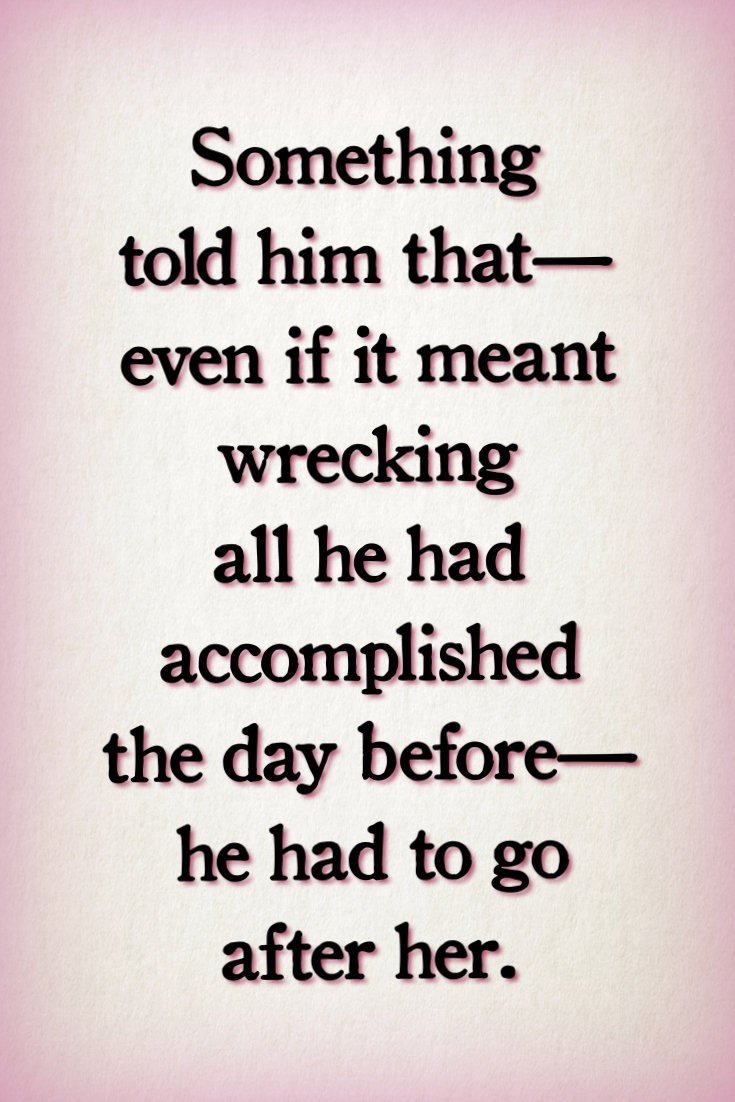 Something
told him that—
even if it meant
wrecking
all he had
accomplished
the day before—
he had to go
after her.